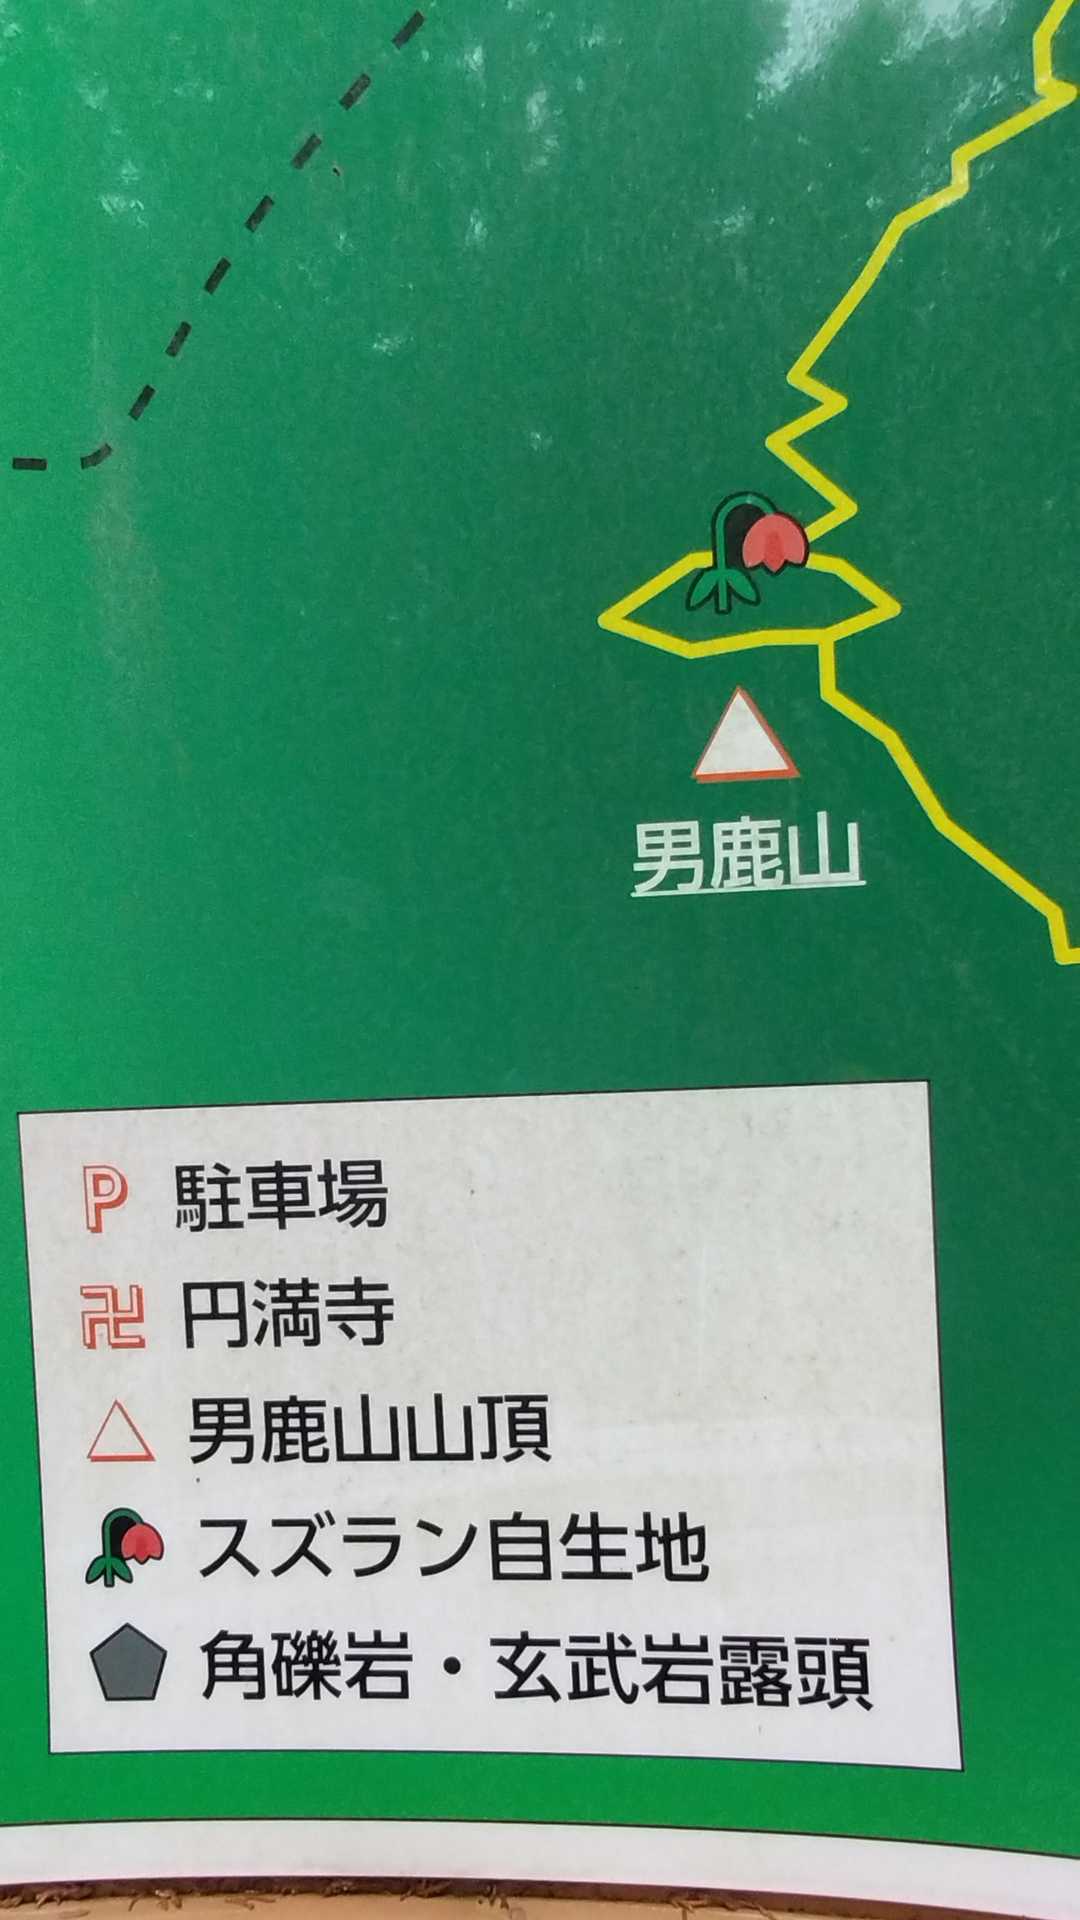 男鹿山
P 駐車場
卍 円満寺
男鹿山山頂
スズラン自生地
角礫岩・玄武岩露頭